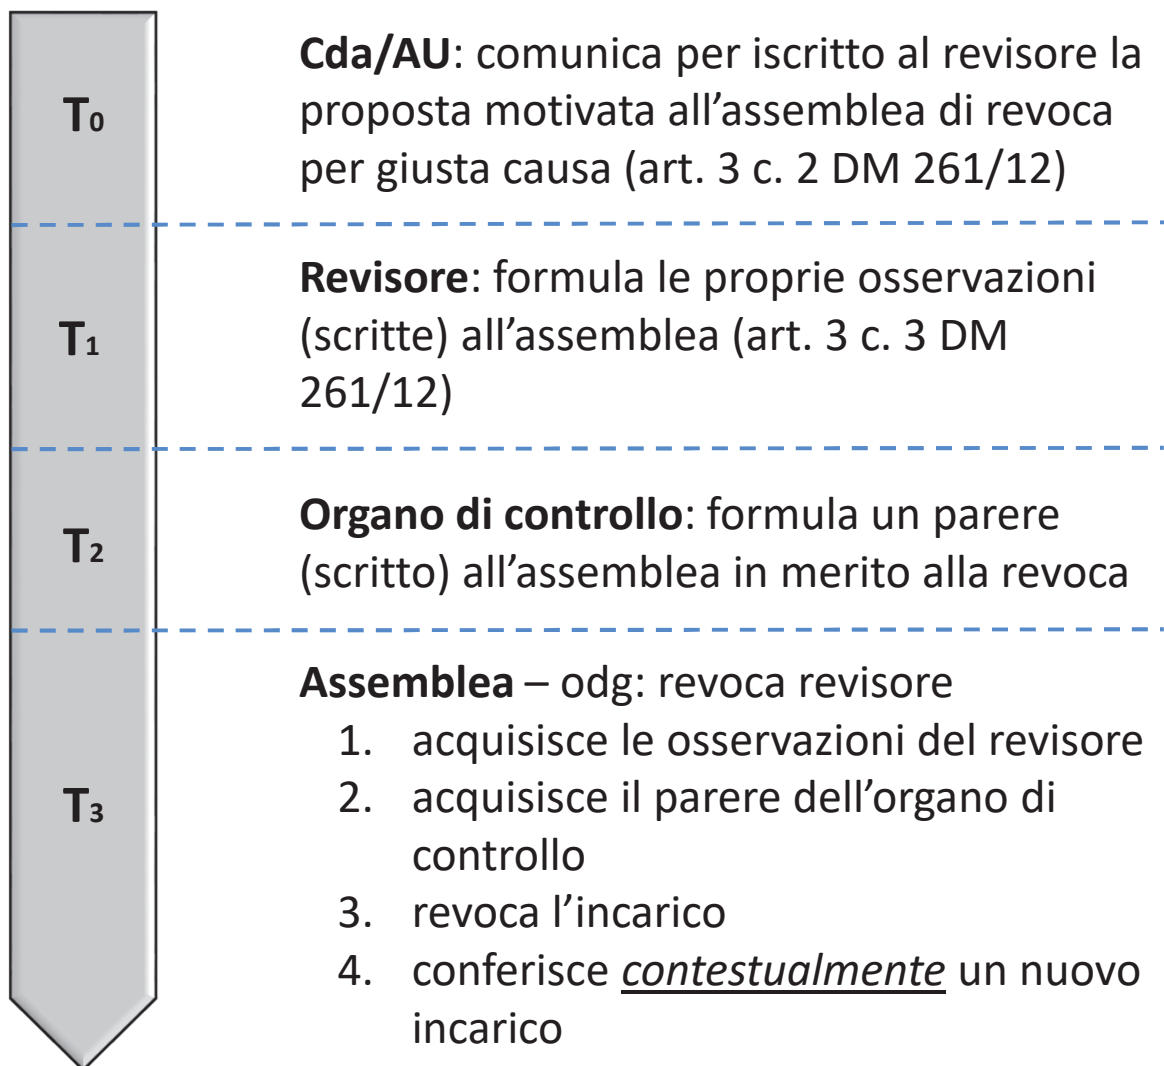 T0
Cda/AU: comunica per iscritto al revisore la
proposta motivata all’assemblea di revoca
per giusta causa (art. 3 c. 2 DM 261/12)
T1
Revisore: formula le proprie osservazioni
(scritte) all’assemblea (art. 3 c. 3 DM
261/12)
T2
Organo di controllo: formula un parere
(scritto) all’assemblea in merito alla revoca
T3
Assemblea – odg: revoca revisore
1. acquisisce le osservazioni del revisore
2. acquisisce il parere dell’organo di
controllo
3. revoca l’incarico
4. conferisce contestualmente un nuovo
incarico